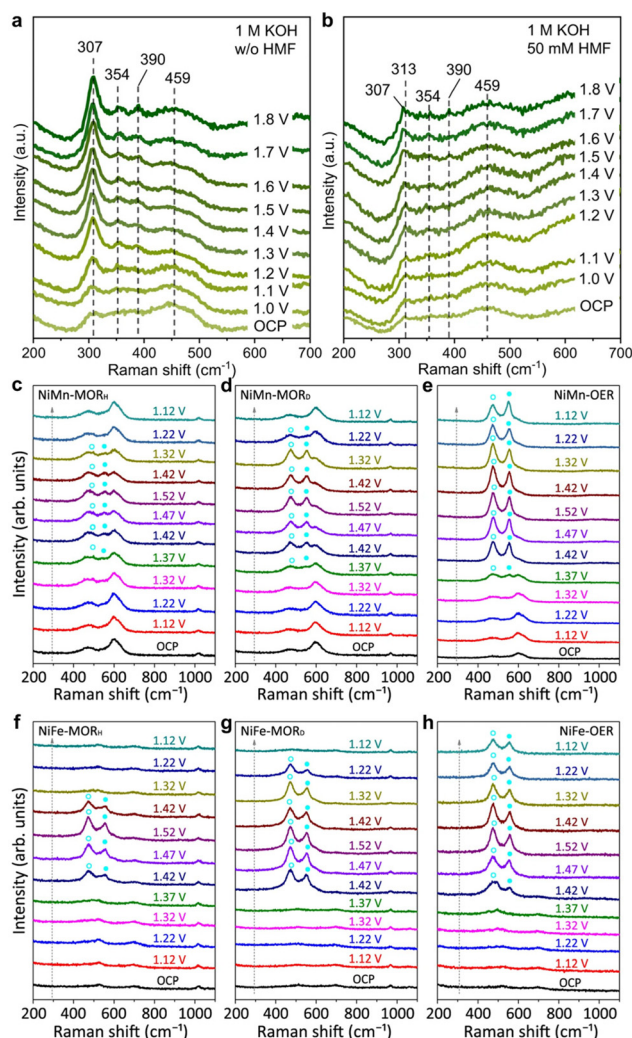 a
1 M KOH
w/o HMF
307
354
390
459
1.8 V
1.7 V
1.6 V
1.5 V
1.4 V
1.3 V
1.2 V
1.1 V
1.0 V
OCP
Intensity (a.u.)
200 300 400 500 600 700
Raman shift (cm⁻¹)
b
1 M KOH
50 mM HMF
307
313
354
390
459
1.8 V
1.7 V
1.6 V
1.5 V
1.4 V
1.3 V
1.2 V
1.1 V
1.0 V
OCP
Intensity (a.u.)
200 300 400 500 600 700
Raman shift (cm⁻¹)
c
NiMn-MORH
1.12 V
1.22 V
1.32 V
1.42 V
1.52 V
1.47 V
1.42 V
1.37 V
1.32 V
1.22 V
1.12 V
OCP
Intensity (arb. units)
200 400 600 800 1000
Raman shift (cm⁻¹)
d
NiMn-MORD
1.12 V
1.22 V
1.32 V
1.42 V
1.52 V
1.47 V
1.42 V
1.37 V
1.32 V
1.22 V
1.12 V
OCP
200 400 600 800 1000
Raman shift (cm⁻¹)
e
NiMn-OER
1.12 V
1.22 V
1.32 V
1.42 V
1.52 V
1.47 V
1.42 V
1.37 V
1.32 V
1.22 V
1.12 V
OCP
200 400 600 800 1000
Raman shift (cm⁻¹)
f
NiFe-MORH
1.12 V
1.22 V
1.32 V
1.42 V
1.52 V
1.47 V
1.42 V
1.37 V
1.32 V
1.22 V
1.12 V
OCP
Intensity (arb. units)
200 400 600 800 1000
Raman shift (cm⁻¹)
g
NiFe-MORD
1.12 V
1.22 V
1.32 V
1.42 V
1.52 V
1.47 V
1.42 V
1.37 V
1.32 V
1.22 V
1.12 V
OCP
200 400 600 800 1000
Raman shift (cm⁻¹)
h
NiFe-OER
1.12 V
1.22 V
1.32 V
1.42 V
1.52 V
1.47 V
1.42 V
1.37 V
1.32 V
1.22 V
1.12 V
OCP
200 400 600 800 1000
Raman shift (cm⁻¹)